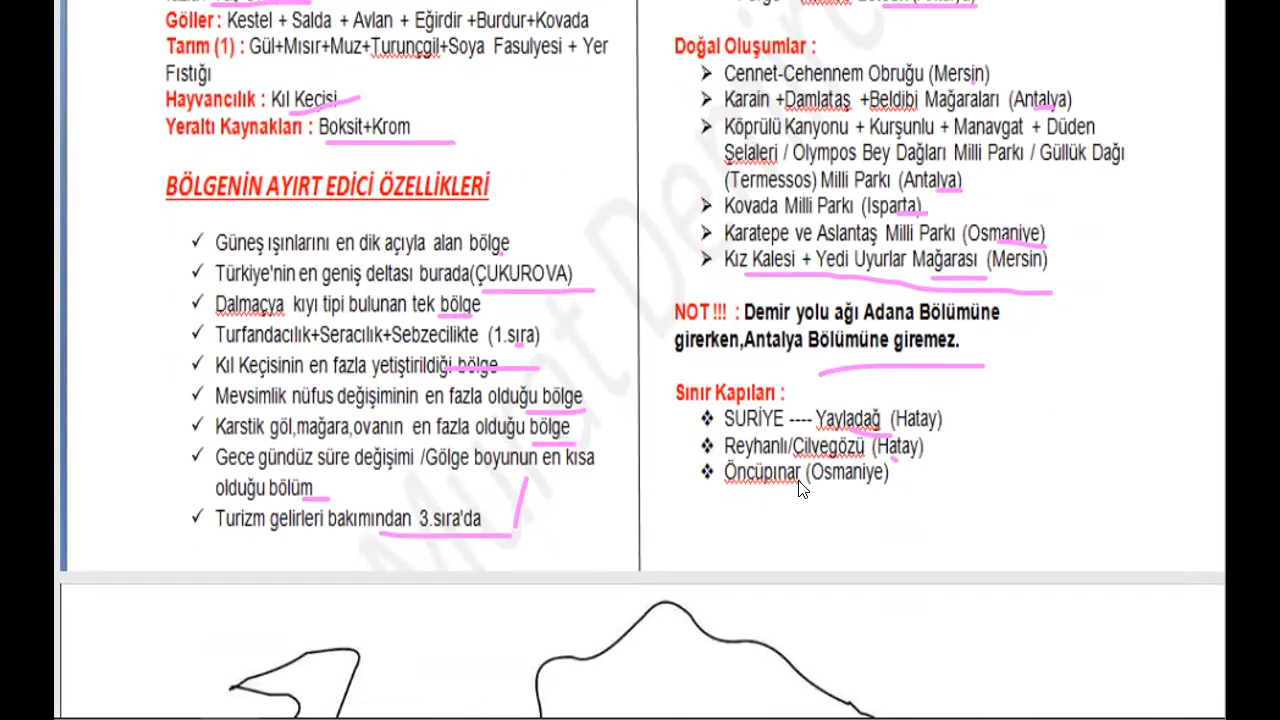 Göller : Kestel + Salda + Avlan + Eğirdir +Burdur+Kovada
Tarım (1) : Gül+Mısır+Muz+Turunçgil+Soya Fasulyesi + Yer
Fıstığı
Hayvancılık : Kıl Keçisi
Yeraltı Kaynakları : Boksit+Krom
BÖLGENİN AYIRT EDİCİ ÖZELLİKLERİ
✓ Güneş ışınlarını en dik açıyla alan bölge
✓ Türkiye'nin en geniş deltası burada(ÇUKUROVA)
✓ Dalmaçya kıyı tipi bulunan tek bölge
✓ Turfandacılık+Seracılık+Sebzecilikte (1.sıra)
✓ Kıl Keçisinin en fazla yetiştirildiği bölge
✓ Mevsimlik nüfus değişiminin en fazla olduğu bölge
✓ Karstik göl,mağara,ovanın en fazla olduğu bölge
✓ Gece gündüz süre değişimi /Gölge boyunun en kısa
olduğu bölüm
✓ Turizm gelirleri bakımından 3.sıra'da
Doğal Oluşumlar :
➤ Cennet-Cehennem Obruğu (Mersin)
➤ Karain +Damlataş +Beldibi Mağaraları (Antalya)
➤ Köprülü Kanyonu + Kurşunlu + Manavgat + Düden
Şelaleri / Olympos Bey Dağları Milli Parkı / Güllük Dağı
(Termessos) Milli Parkı (Antalya)
➤ Kovada Milli Parkı (Isparta)
➤ Karatepe ve Aslantaş Milli Parkı (Osmaniye)
➤ Kız Kalesi + Yedi Uyurlar Mağarası (Mersin)
NOT !!! : Demir yolu ağı Adana Bölümüne
girerken,Antalya Bölümüne giremez.
Sınır Kapıları :
❖ SURİYE ---- Yayladağ (Hatay)
❖ Reyhanlı/Cilvegözü (Hatay)
❖ Öncüpınar (Osmaniye)